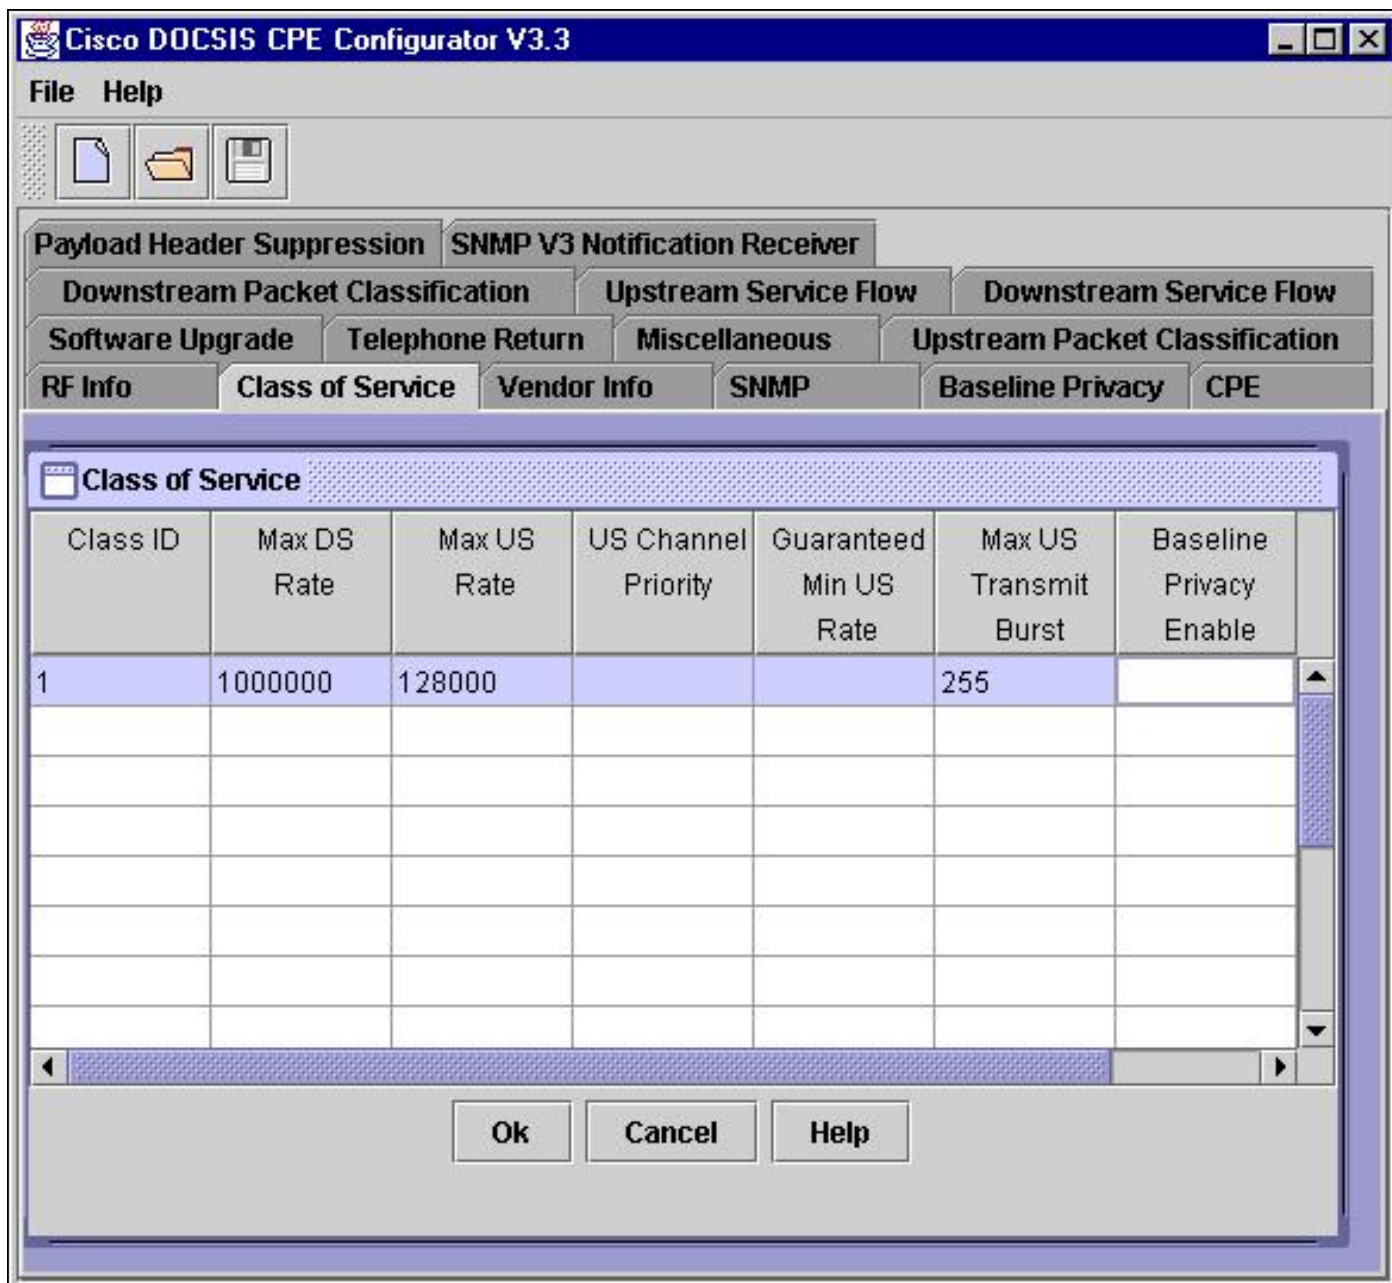 Cisco DOCSIS CPE Configurator V3.3
File Help
Payload Header Suppression SNMP V3 Notification Receiver
Downstream Packet Classification Upstream Service Flow Downstream Service Flow
Software Upgrade Telephone Return Miscellaneous Upstream Packet Classification
RF Info Class of Service Vendor Info SNMP Baseline Privacy CPE
Class of Service
Class ID Max DS US Channel Guaranteed Max US Baseline
Rate Max US Rate Priority Min US Rate Transmit Burst Privacy Enable
1 1000000 128000 255
Ok Cancel Help